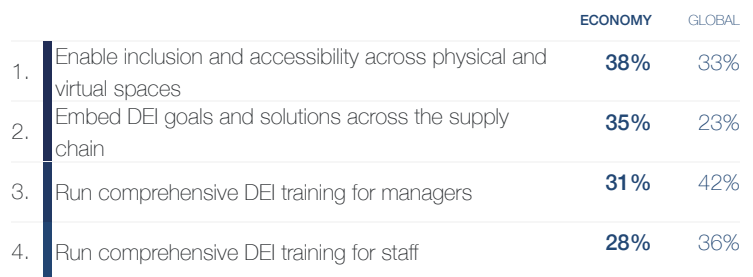 ECONOMY GLOBAL
1. Enable inclusion and accessibility across physical and 38% 33%
virtual spaces
2. Embed DEI goals and solutions across the supply 35% 23%
chain
3. Run comprehensive DEI training for managers 31% 42%
4. Run comprehensive DEI training for staff 28% 36%